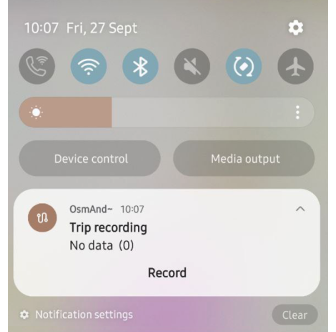 10:07 Fri, 27 Sept
Device control Media output
OsmAnd~ 10:07
Trip recording
No data (0)
Record
Notification settings Clear